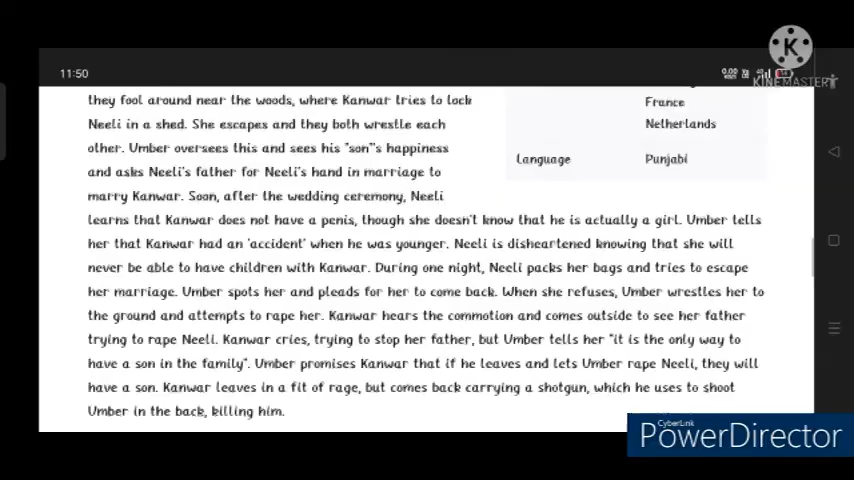 11:50
KINEMASTER
they fool around near the woods, where Kanwar tries to lock
Neeli in a shed. She escapes and they both wrestle each
other. Umber oversees this and sees his "son"'s happiness
and asks Neeli's father for Neeli's hand in marriage to
marry Kanwar. Soon, after the wedding ceremony, Neeli
France
Netherlands
Language Punjabi
learns that Kanwar does not have a penis, though she doesn't know that he is actually a girl. Umber tells
her that Kanwar had an 'accident' when he was younger. Neeli is disheartened knowing that she will
never be able to have children with Kanwar. During one night, Neeli packs her bags and tries to escape
her marriage. Umber spots her and pleads for her to come back. When she refuses, Umber wrestles her to
the ground and attempts to rape her. Kanwar hears the commotion and comes outside to see her father
trying to rape Neeli. Kanwar cries, trying to stop her father, but Umber tells her "it is the only way to
have a son in the family". Umber promises Kanwar that if he leaves and lets Umber rape Neeli, they will
have a son. Kanwar leaves in a fit of rage, but comes back carrying a shotgun, which he uses to shoot
Umber in the back, killing him.
CyberLink
PowerDirector